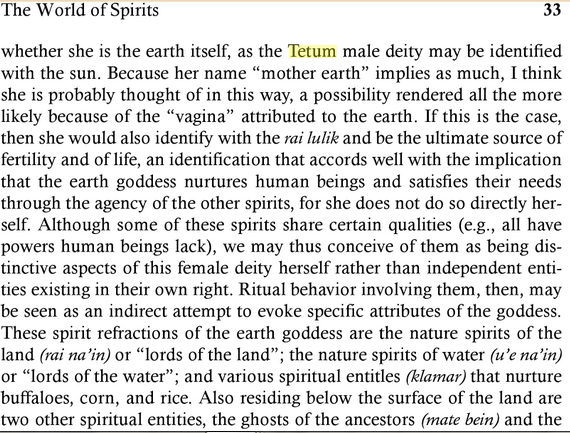 The World of Spirits 33
whether she is the earth itself, as the Tetum male deity may be identified
with the sun. Because her name “mother earth” implies as much, I think
she is probably thought of in this way, a possibility rendered all the more
likely because of the “vagina” attributed to the earth. If this is the case,
then she would also identify with the rai lulik and be the ultimate source of
fertility and of life, an identification that accords well with the implication
that the earth goddess nurtures human beings and satisfies their needs
through the agency of the other spirits, for she does not do so directly her-
self. Although some of these spirits share certain qualities (e.g., all have
powers human beings lack), we may thus conceive of them as being dis-
tinctive aspects of this female deity herself rather than independent enti-
ties existing in their own right. Ritual behavior involving them, then, may
be seen as an indirect attempt to evoke specific attributes of the goddess.
These spirit refractions of the earth goddess are the nature spirits of the
land (rai na’in) or “lords of the land”; the nature spirits of water (u’e na’in)
or “lords of the water”; and various spiritual entitles (klamar) that nurture
buffaloes, corn, and rice. Also residing below the surface of the land are
two other spiritual entities, the ghosts of the ancestors (mate bein) and the